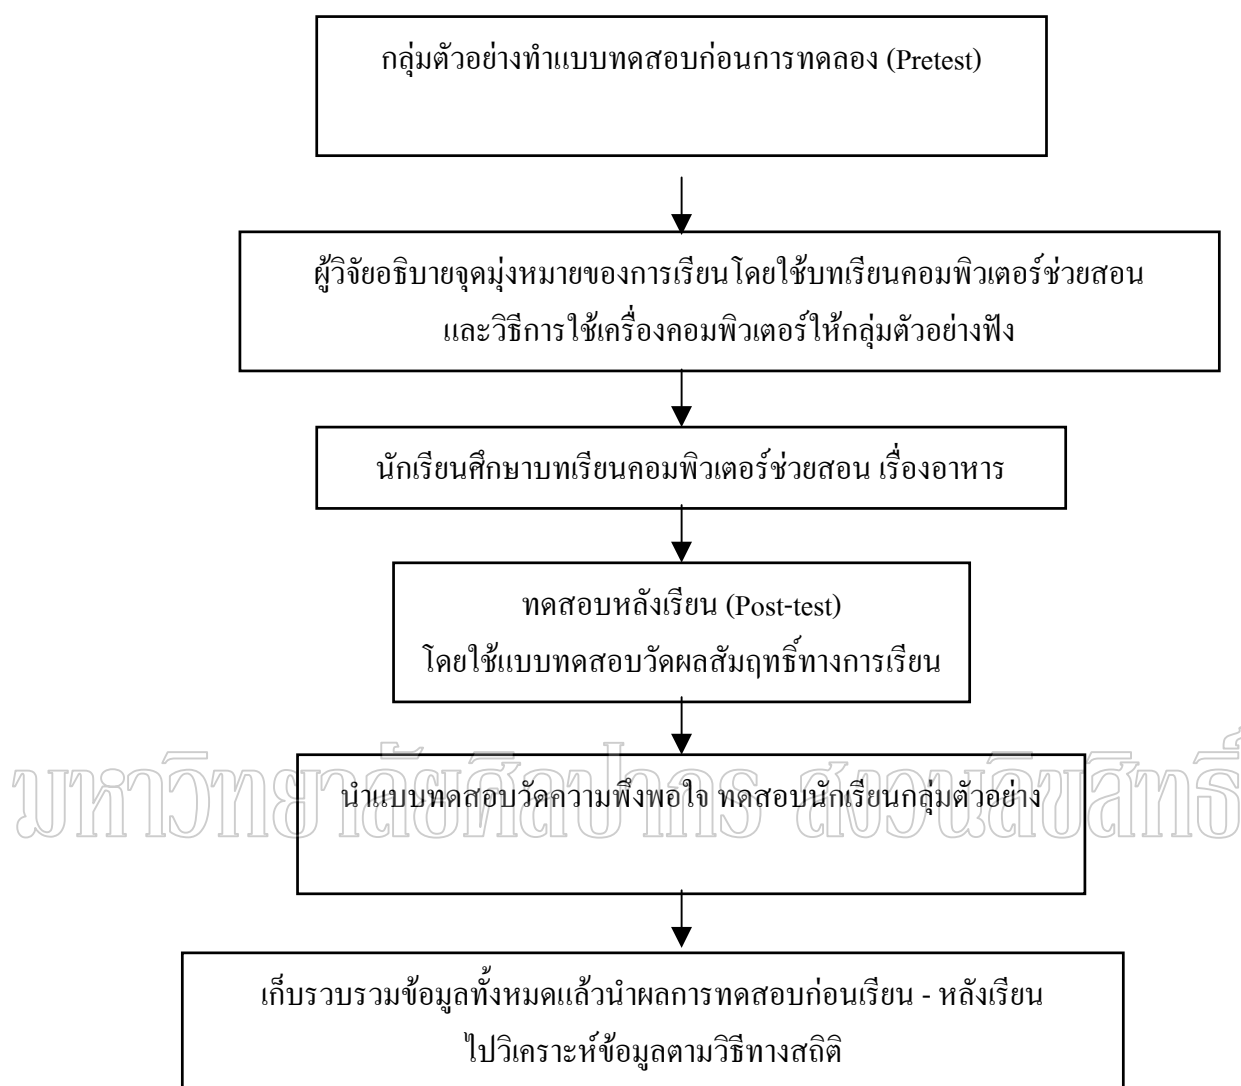 กลุ่มตัวอย่างทำแบบทดสอบก่อนการทดลอง (Pretest)
ผู้วิจัยอธิบายจุดมุ่งหมายของการเรียนโดยใช้บทเรียนคอมพิวเตอร์ช่วยสอน
และวิธีการใช้เครื่องคอมพิวเตอร์ให้กลุ่มตัวอย่างฟัง
นักเรียนศึกษาบทเรียนคอมพิวเตอร์ช่วยสอน เรื่องอาหาร
ทดสอบหลังเรียน (Post-test)
โดยใช้แบบทดสอบวัดผลสัมฤทธิ์ทางการเรียน
มหาวิทยาลัยศิลปากร สงวนลิขสิทธิ์
นำแบบทดสอบวัดความพึงพอใจ ทดสอบนักเรียนกลุ่มตัวอย่าง
เก็บรวบรวมข้อมูลทั้งหมดแล้วนำผลการทดสอบก่อนเรียน - หลังเรียน
ไปวิเคราะห์ข้อมูลตามวิธีทางสถิติ